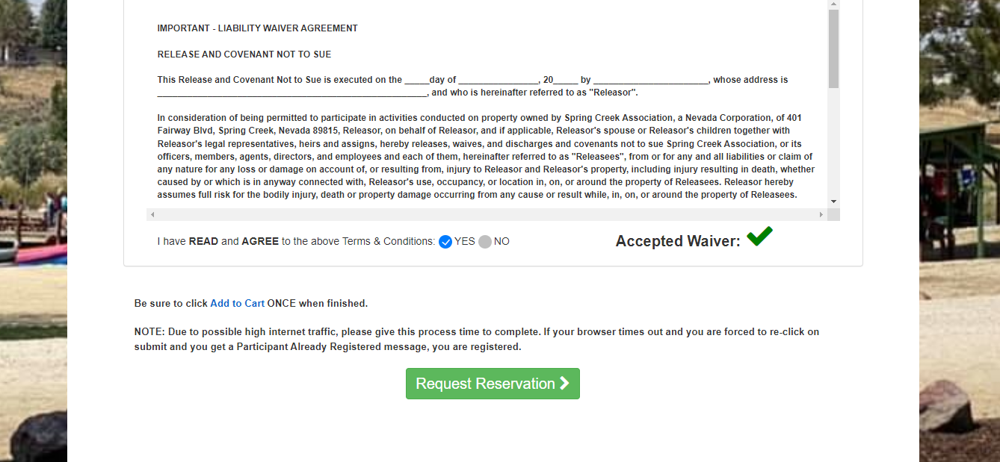 IMPORTANT - LIABILITY WAIVER AGREEMENT
RELEASE AND COVENANT NOT TO SUE
This Release and Covenant Not to Sue is executed on the _____day of ________________, 20_____ by _______________________, whose address is
______________________________________________________, and who is hereinafter referred to as "Releasor".
In consideration of being permitted to participate in activities conducted on property owned by Spring Creek Association, a Nevada Corporation, of 401
Fairway Blvd, Spring Creek, Nevada 89815, Releasor, on behalf of Releasor, and if applicable, Releasor's spouse or Releasor's children together with
Releasor's legal representatives, heirs and assigns, hereby releases, waives, and discharges and covenants not to sue Spring Creek Association, or its
officers, members, agents, directors, and employees and each of them, hereinafter referred to as "Releasees", from or for any and all liabilities or claim of
any nature for any loss or damage on account of, or resulting from, injury to Releasor and Releasor's property, including injury resulting in death, whether
caused by or which is in anyway connected with, Releasor's use, occupancy, or location in, on, or around the property of Releasees. Releasor hereby
assumes full risk for the bodily injury, death or property damage occurring from any cause or result while, in, on, or around the property of Releasees.
I have READ and AGREE to the above Terms & Conditions: YES NO
Accepted Waiver:
Be sure to click Add to Cart ONCE when finished.
NOTE: Due to possible high internet traffic, please give this process time to complete. If your browser times out and you are forced to re-click on
submit and you get a Participant Already Registered message, you are registered.
Request Reservation